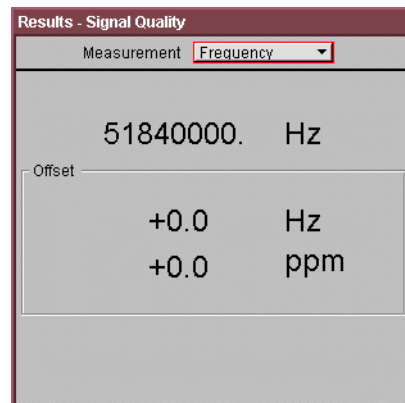 Results - Signal Quality
Measurement Frequency
51840000. Hz
Offset
+0.0 Hz
+0.0 ppm